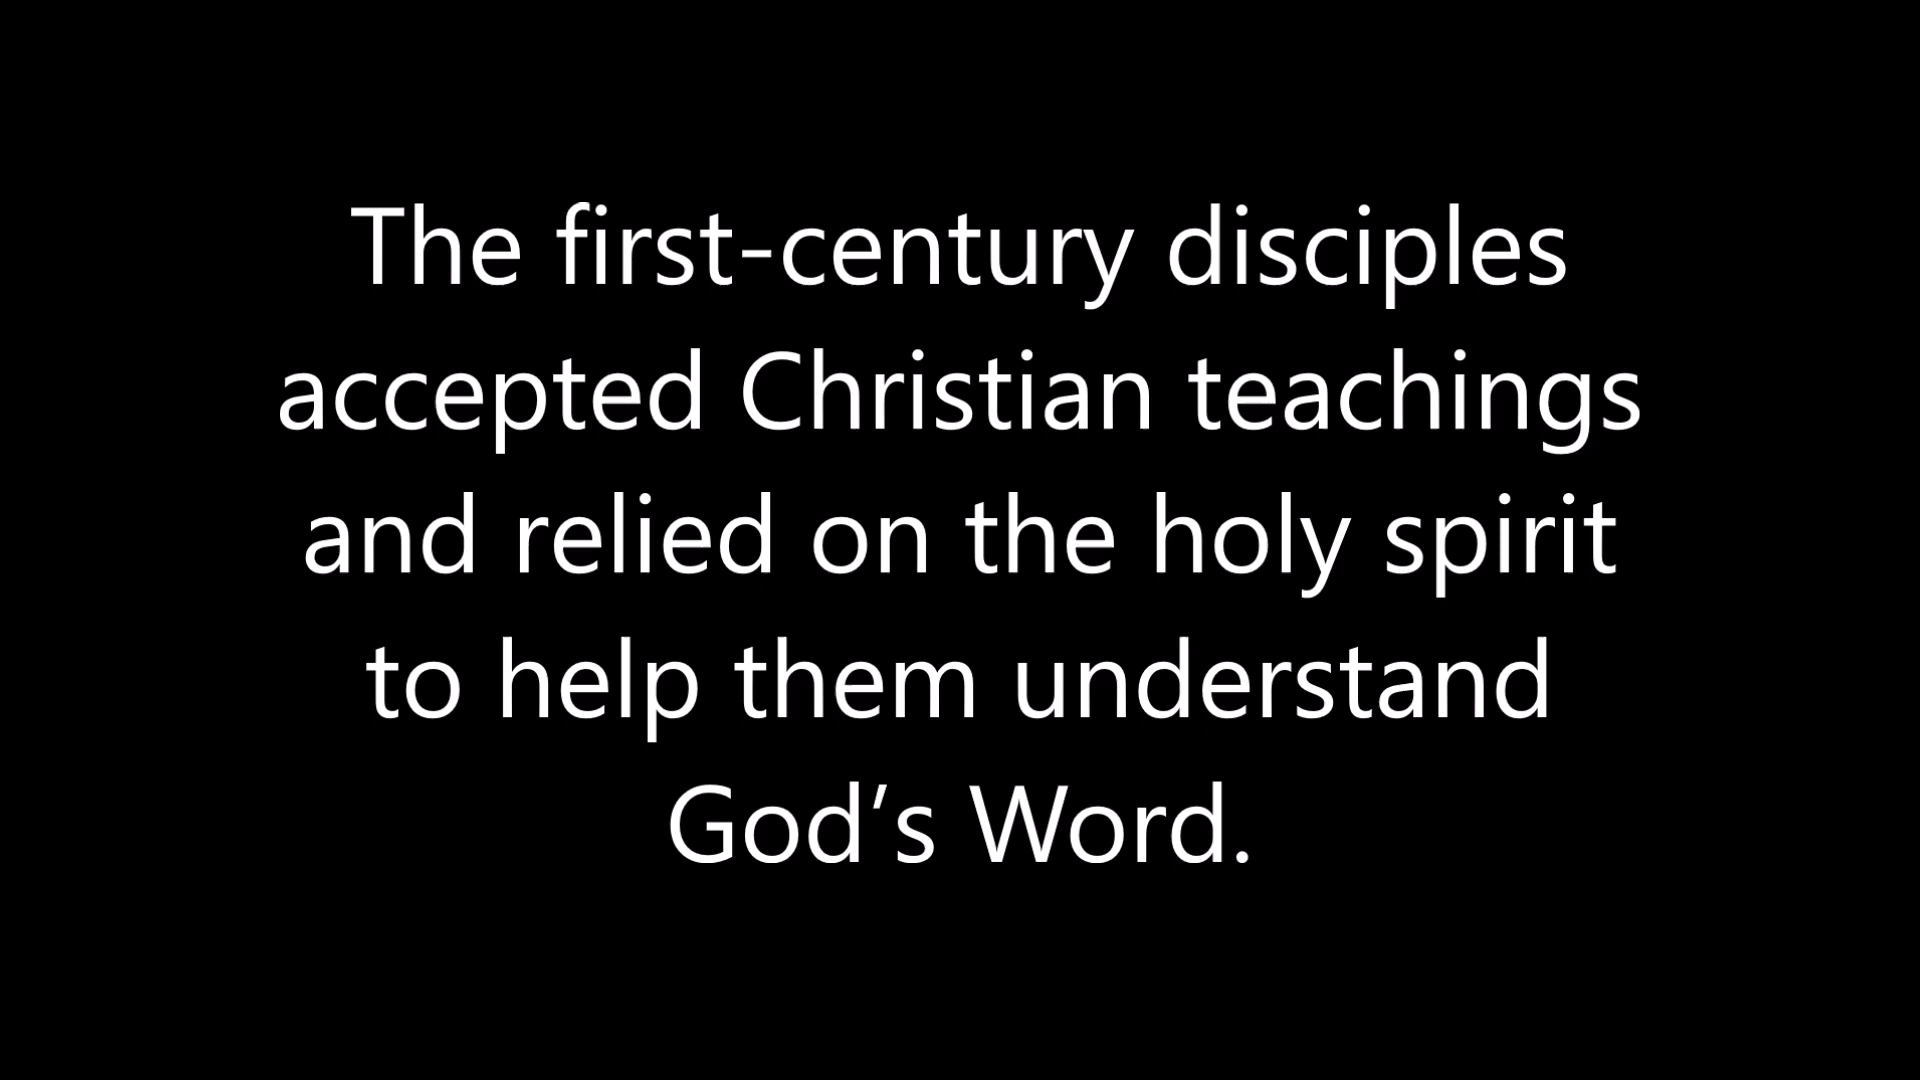 The first-century disciples
accepted Christian teachings
and relied on the holy spirit
to help them understand
God’s Word.